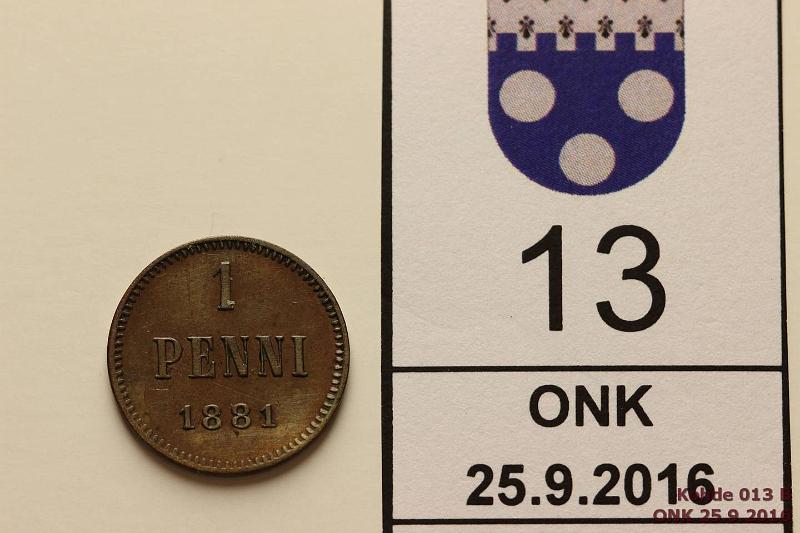 1
PENNI
1881
13
ONK
25.9.2016
Kohde 013 B
ONK 25.9.2016